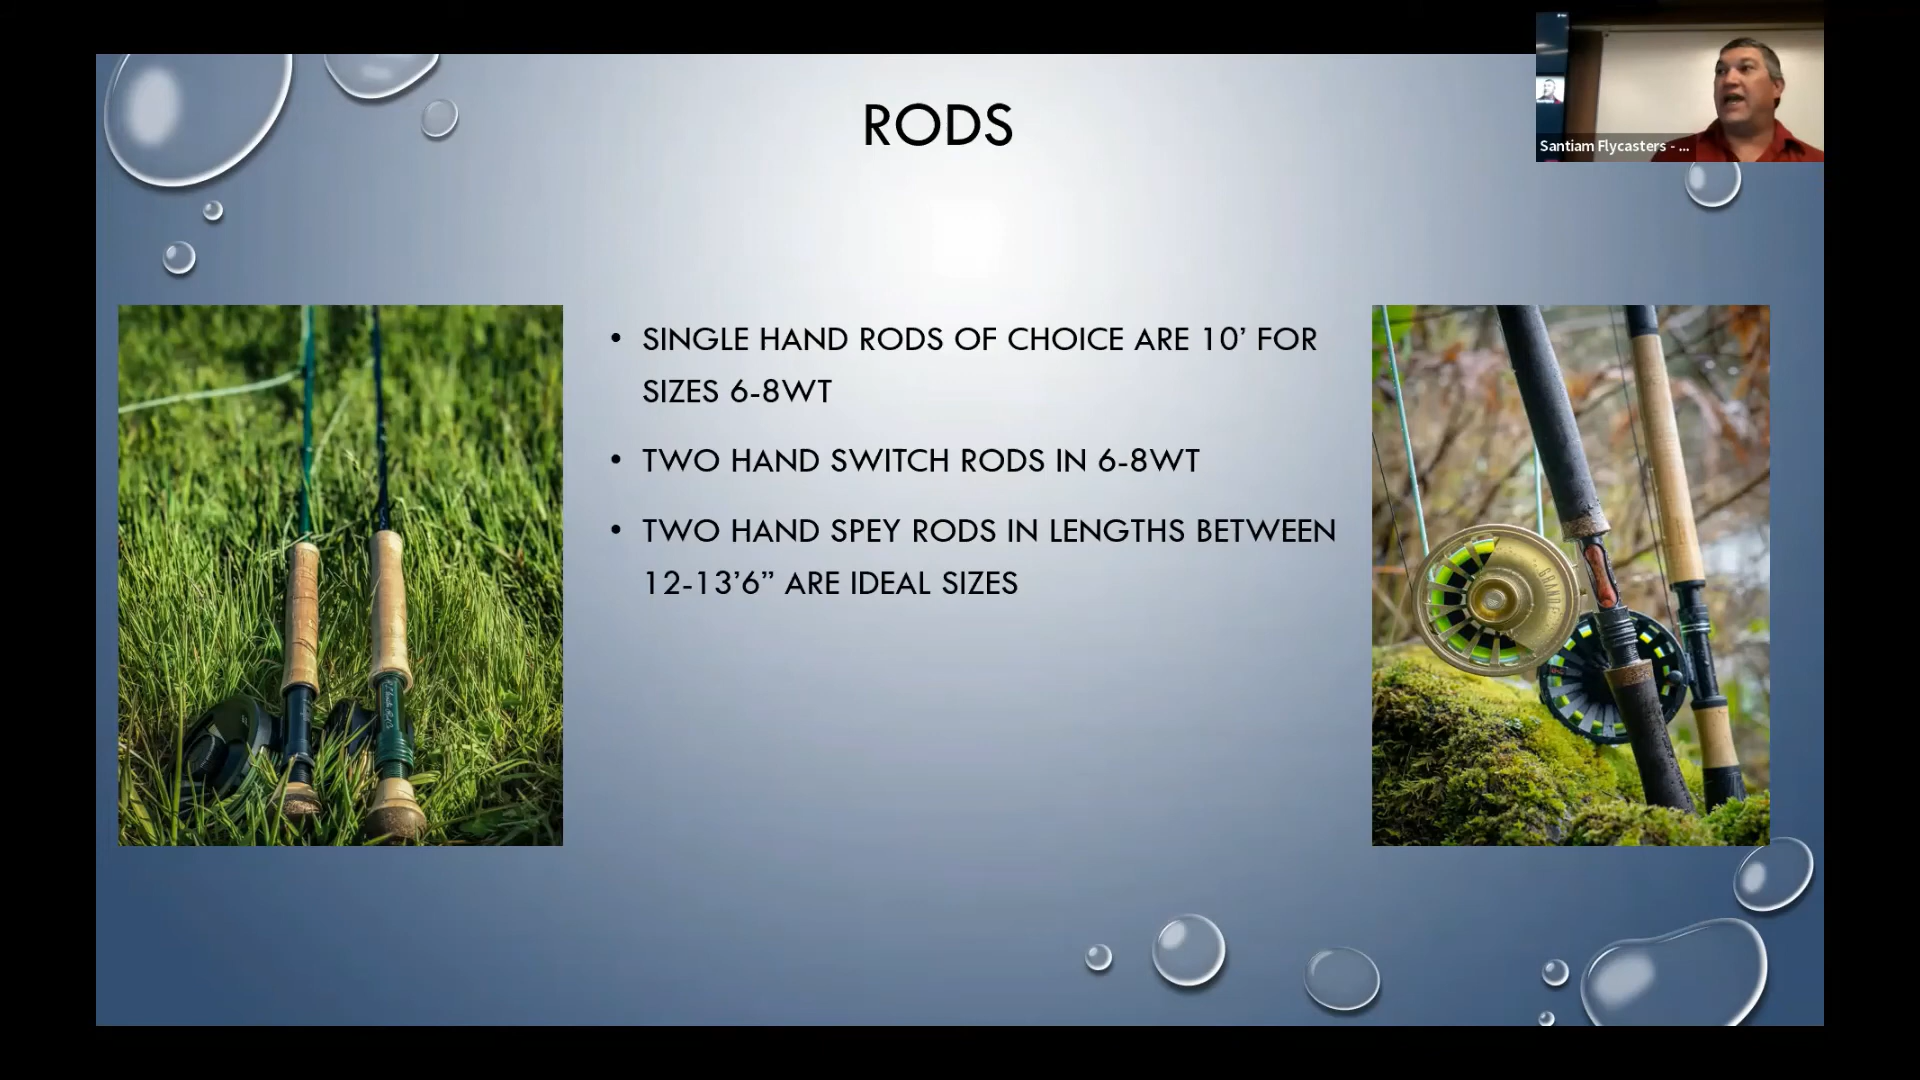 RODS
Santiam Flycasters - ...
• SINGLE HAND RODS OF CHOICE ARE 10’ FOR
SIZES 6-8WT
• TWO HAND SWITCH RODS IN 6-8WT
• TWO HAND SPEY RODS IN LENGTHS BETWEEN
12-13’6” ARE IDEAL SIZES
GRANDE